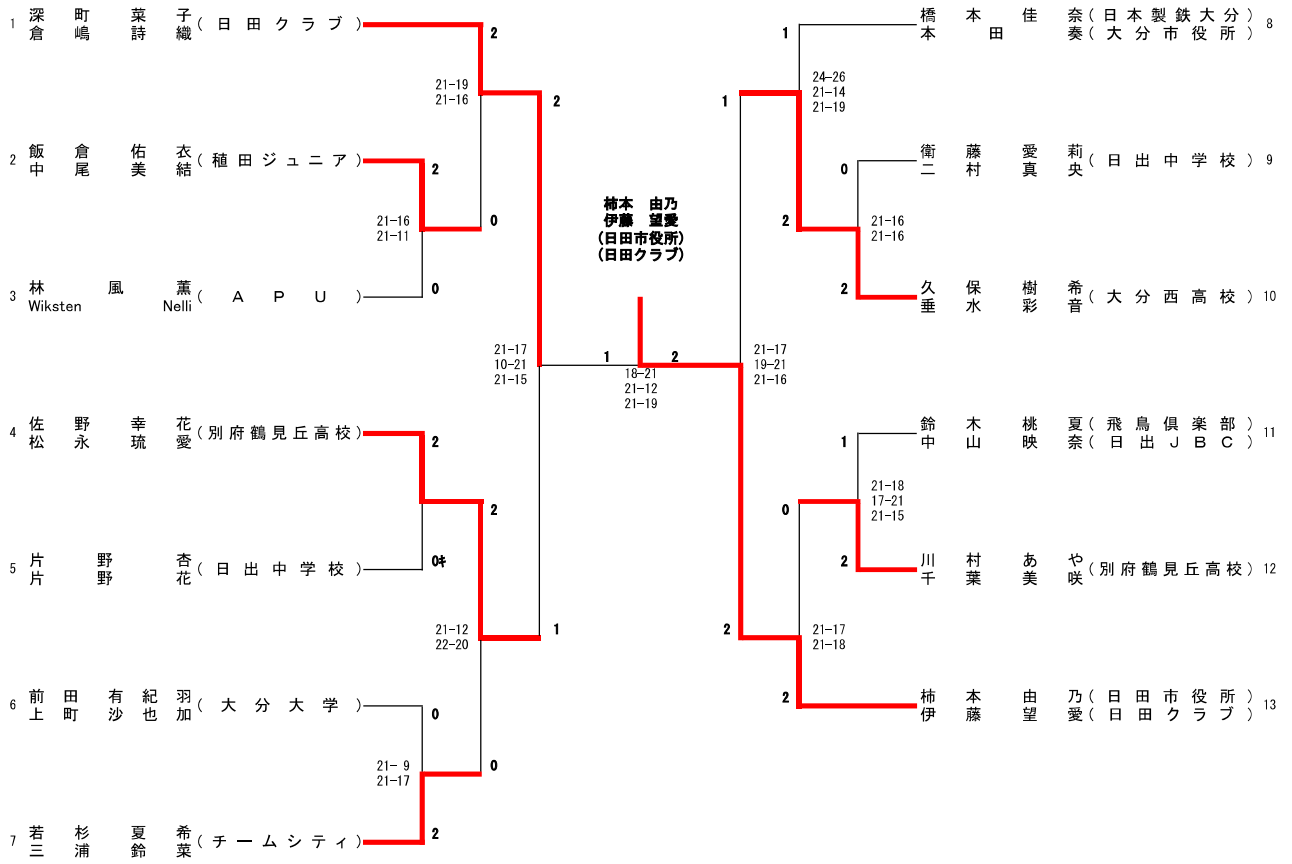 1 深町菜子 (日田クラブ)
倉嶋詩織
2
21-19
21-16
2
2 飯倉佑衣 (稙田ジュニア)
中尾美結
2
21-16
21-11
0
3 林風薫 (APU)
Wiksten Nelli
0
21-17
10-21
21-15
1
4 佐野幸花 (別府鶴見丘高校)
松永琉愛
2
2
5 片野杏 (日出中学校)
片野花
0キ
21-12
22-20
1
6 前田有紀羽 (大分大学)
上町沙也加
0
21- 9
21-17
0
7 若杉夏希 (チームシティ)
三浦鈴菜
2
柿本 由乃
伊藤 望愛
(日田市役所)
(日田クラブ)
18-21
21-12
21-19
2
橋本佳奈 (日本製鉄大分) 8
本田奏 (大分市役所)
1
24-26
21-14
21-19
1
衛藤愛莉 (日出中学校) 9
二村真央
0
2
21-16
21-16
久保樹希 (大分西高校) 10
垂水彩音
2
21-17
19-21
21-16
鈴木桃夏 (飛鳥倶楽部) 11
中山映奈 (日出JBC)
1
21-18
17-21
21-15
0
川村あや (別府鶴見丘高校) 12
千葉美咲
2
2
21-17
21-18
柿本由乃 (日田市役所) 13
伊藤望愛 (日田クラブ)
2